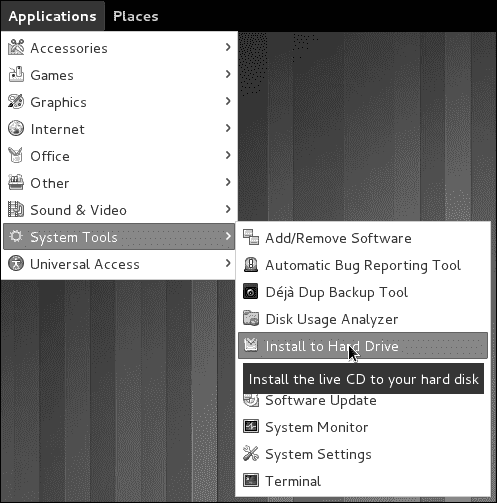 Applications Places
Accessories
Games
Graphics
Internet
Office
Other
Sound & Video
System Tools
Universal Access
Add/Remove Software
Automatic Bug Reporting Tool
Déjà Dup Backup Tool
Disk Usage Analyzer
Install to Hard Drive
Install the live CD to your hard disk
Software Update
System Monitor
System Settings
Terminal